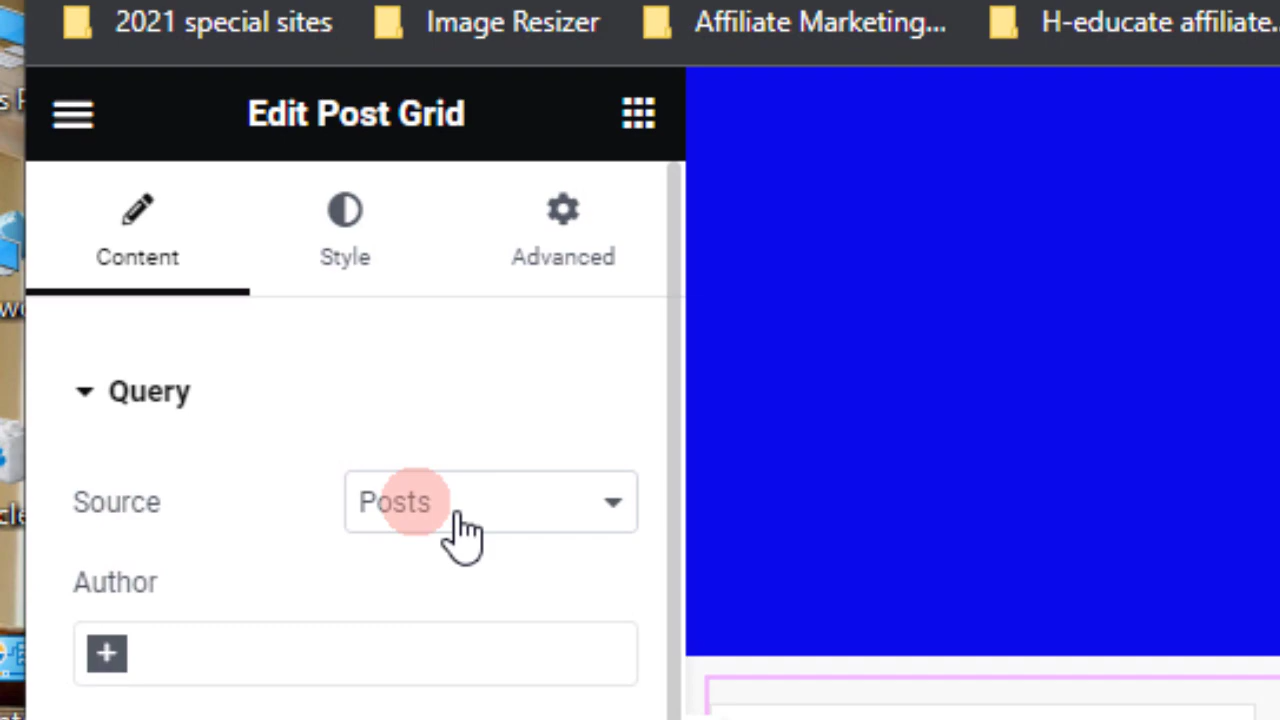 2021 special sites
Image Resizer
Affiliate Marketing...
H-educate affiliate..
Edit Post Grid
Content
Style
Advanced
Query
Source
Posts
Author